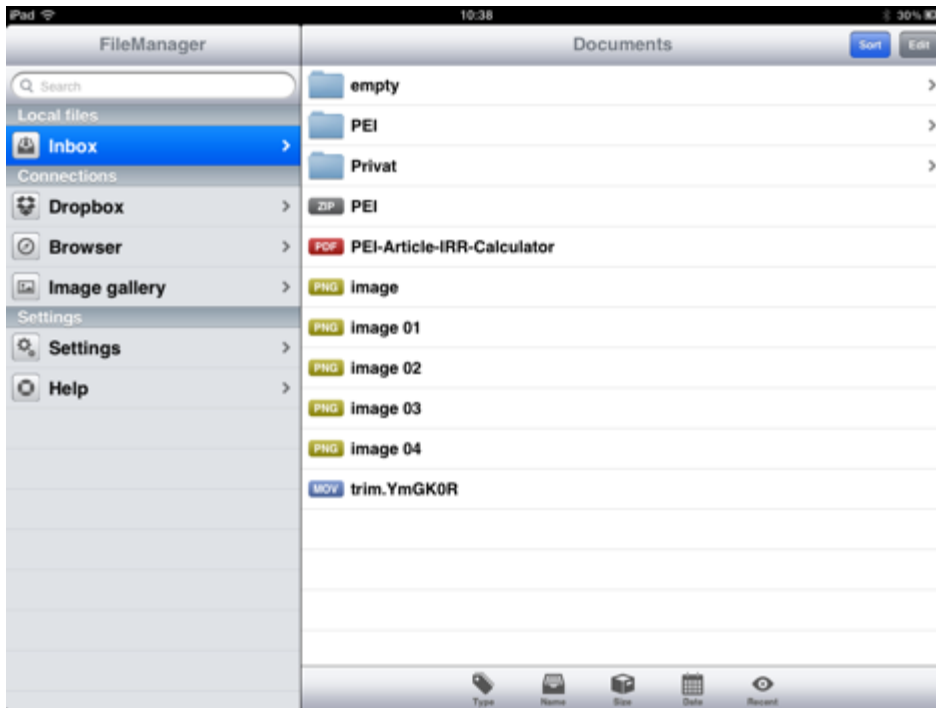 iPad 10:38 30%
FileManager
Search
Local files
Inbox
Connections
Dropbox
Browser
Image gallery
Settings
Settings
Help
Documents Sort Edit
empty
PEI
Privat
ZIP PEI
PDF PEI-Article-IRR-Calculator
PNG image
PNG image 01
PNG image 02
PNG image 03
PNG image 04
MOV trim.YmGK0R
Type Name Size Date Recent